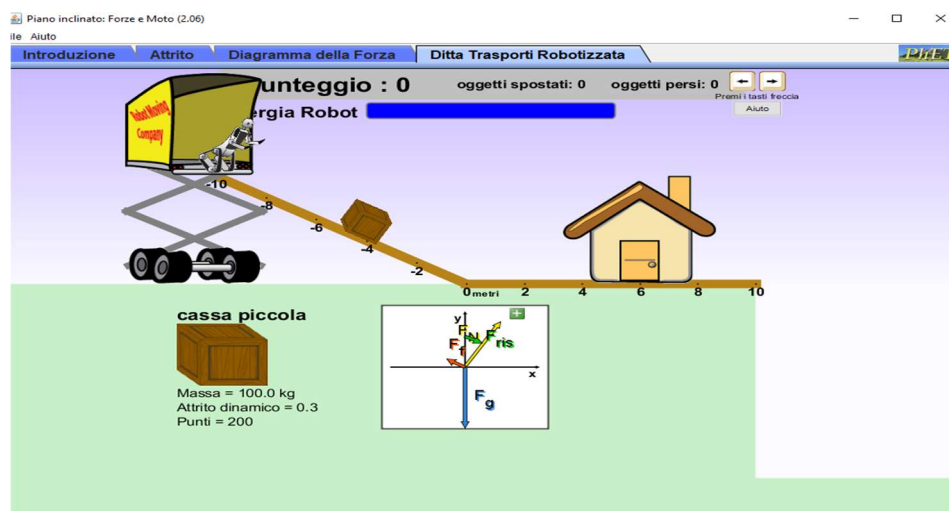 Piano inclinato: Forze e Moto (2.06)
ile Aiuto
Introduzione Attrito Diagramma della Forza Ditta Trasporti Robotizzata
PhET
unteggio : 0 oggetti spostati: 0 oggetti persi: 0
Premi i tasti freccia
ergia Robot Aiuto
Robot Moving
Company
-10
-8
-6
-4
-2
0 metri 2 4 6 8 10
cassa piccola
Massa = 100.0 kg
Attrito dinamico = 0.3
Punti = 200
y
F N F ris
F f
x
F g